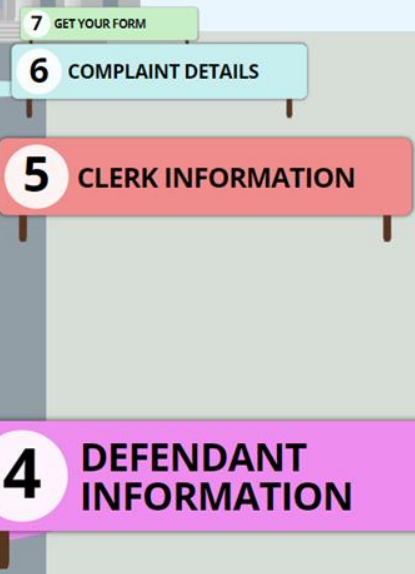 7 GET YOUR FORM
6 COMPLAINT DETAILS
5 CLERK INFORMATION
4 DEFENDANT
INFORMATION